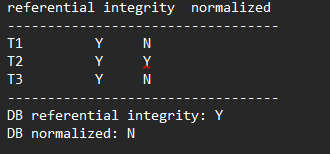 referential integrity  normalized
----------------------------------
T1         Y     N
T2         Y     Y
T3         Y     N
----------------------------------
DB referential integrity: Y
DB normalized: N